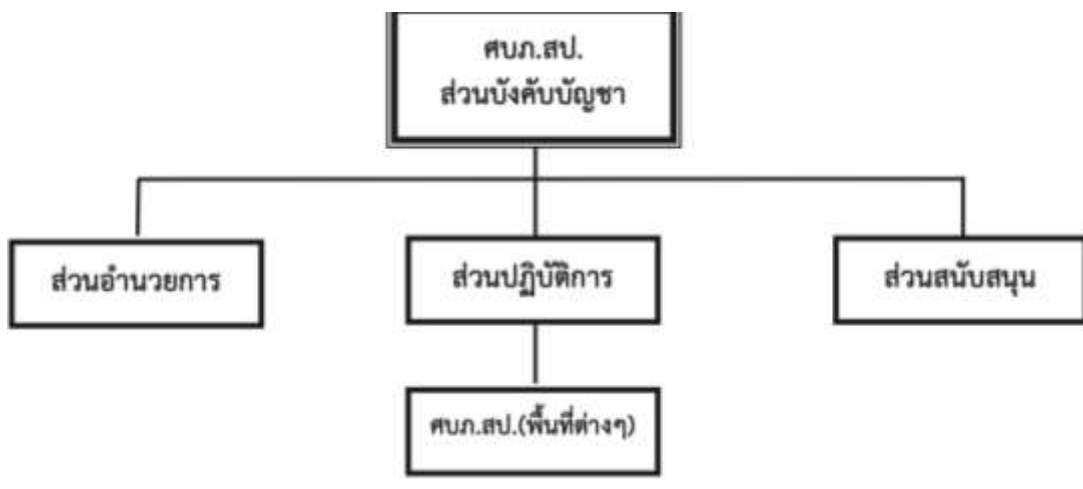 ศบภ.สป.
ส่วนบังคับบัญชา
ส่วนอำนวยการ
ส่วนปฏิบัติการ
ส่วนสนับสนุน
ศบภ.สป.(พื้นที่ต่างๆ)